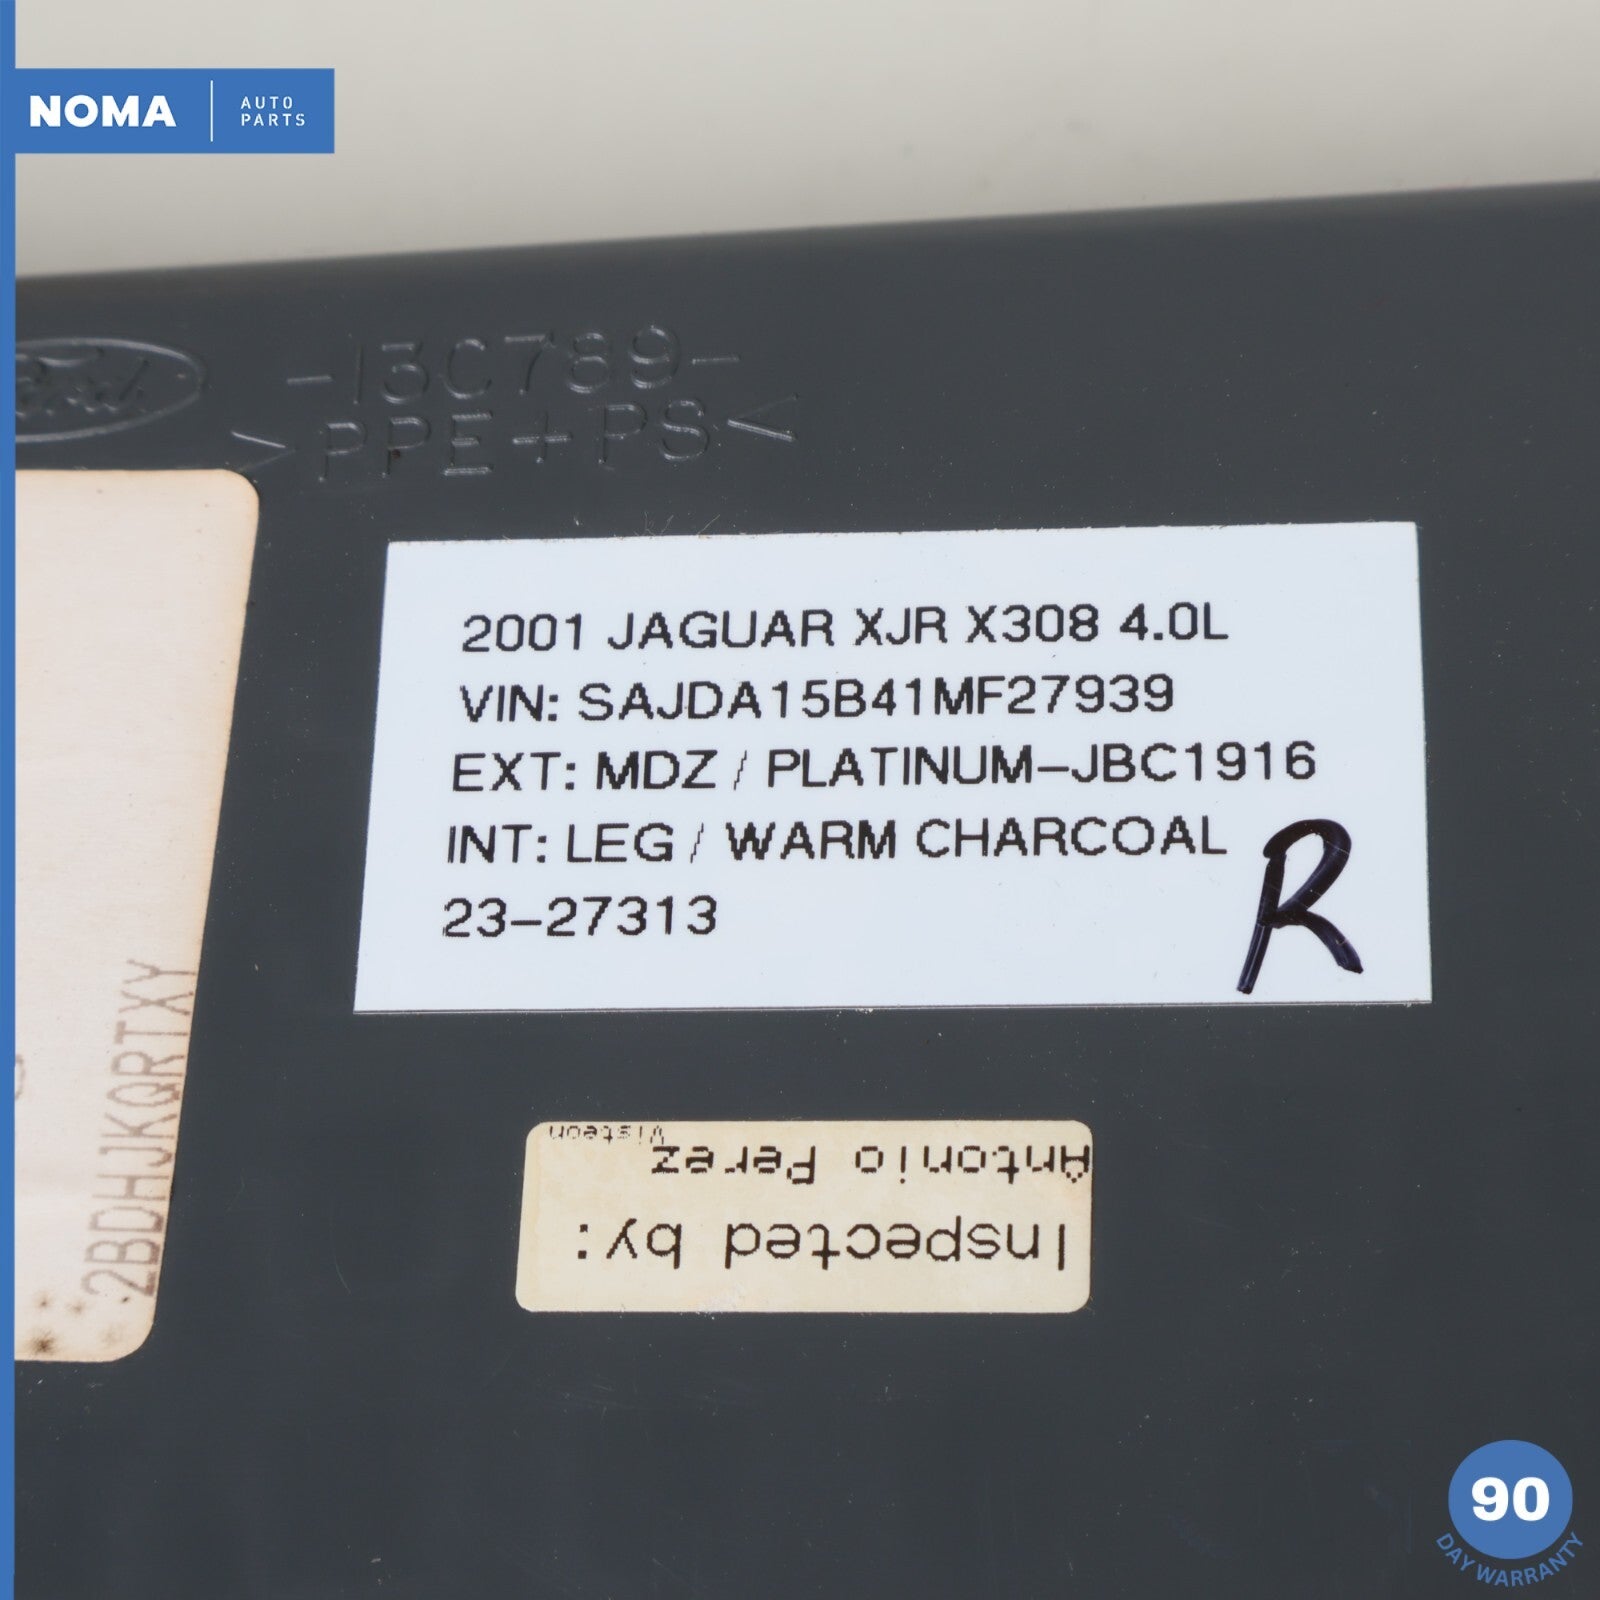 NOMA
AUTO
PARTS
Ford
-13C789-
>PPE+PS<
2001 JAGUAR XJR X308 4.0L
VIN: SAJDA15B41MF27939
EXT: MDZ / PLATINUM-JBC1916
INT: LEG / WARM CHARCOAL
23-27313
R
2BDHJKQRTXY
Inspected by:
Antonio Perez
Visteon
90
DAY WARRANTY